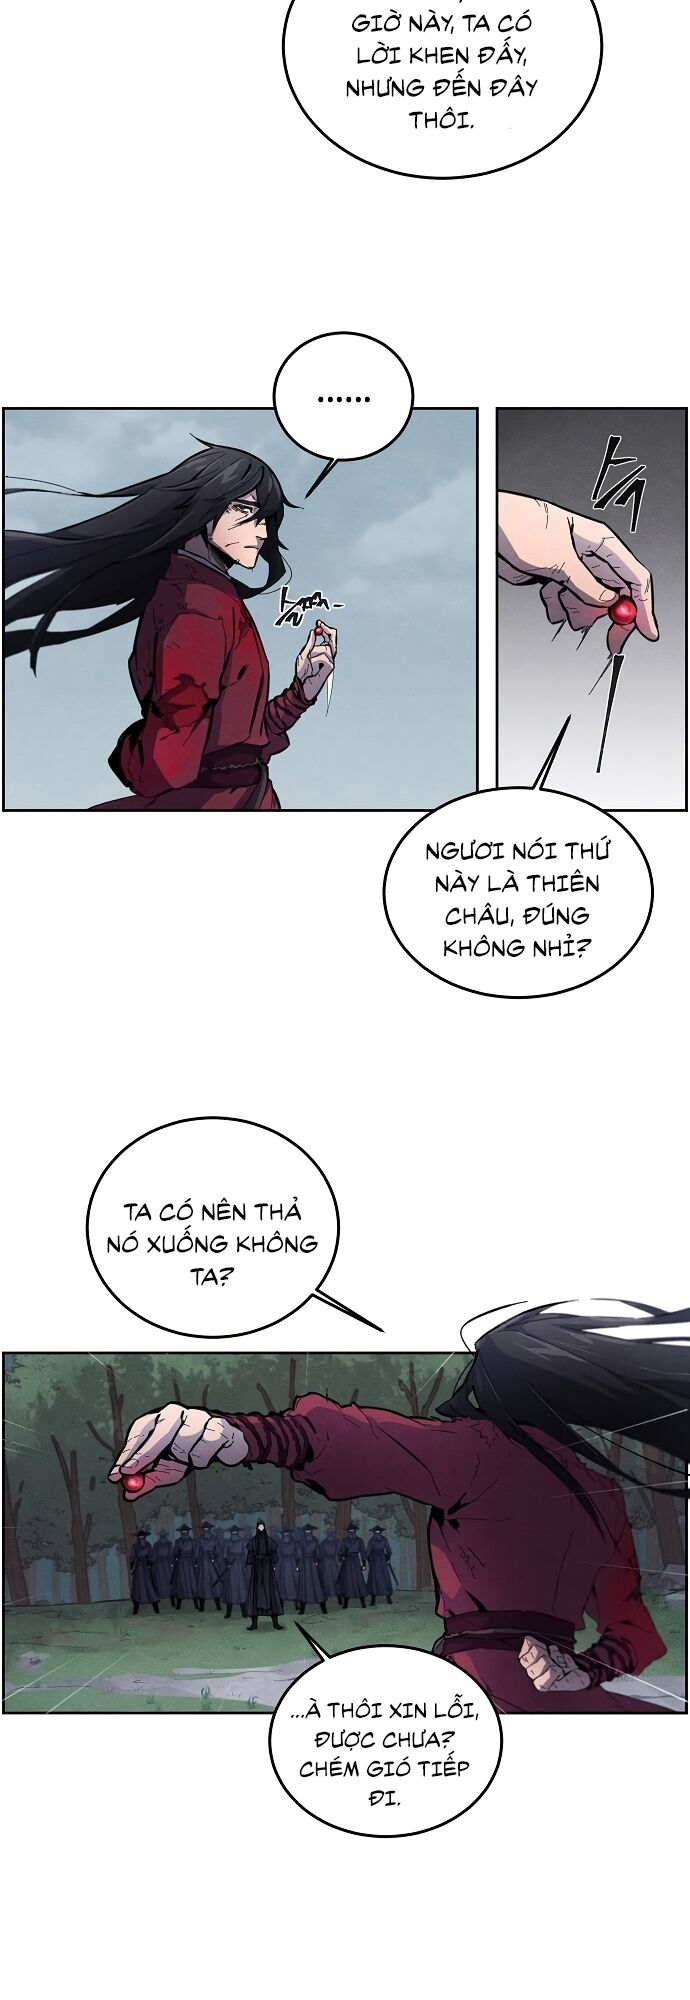 GIỜ NÀY, TA CÓ
LỜI KHEN ĐẤY,
NHƯNG ĐẾN ĐÂY
THÔI.
......
NGƯƠI NÓI THỨ
NÀY LÀ THIÊN
CHÂU, ĐÚNG
KHÔNG NHỈ?
TA CÓ NÊN THẢ
NÓ XUỐNG KHÔNG
TA?
...À THÔI XIN LỖI,
ĐƯỢC CHƯA?
CHÉM GIÓ TIẾP
ĐI.